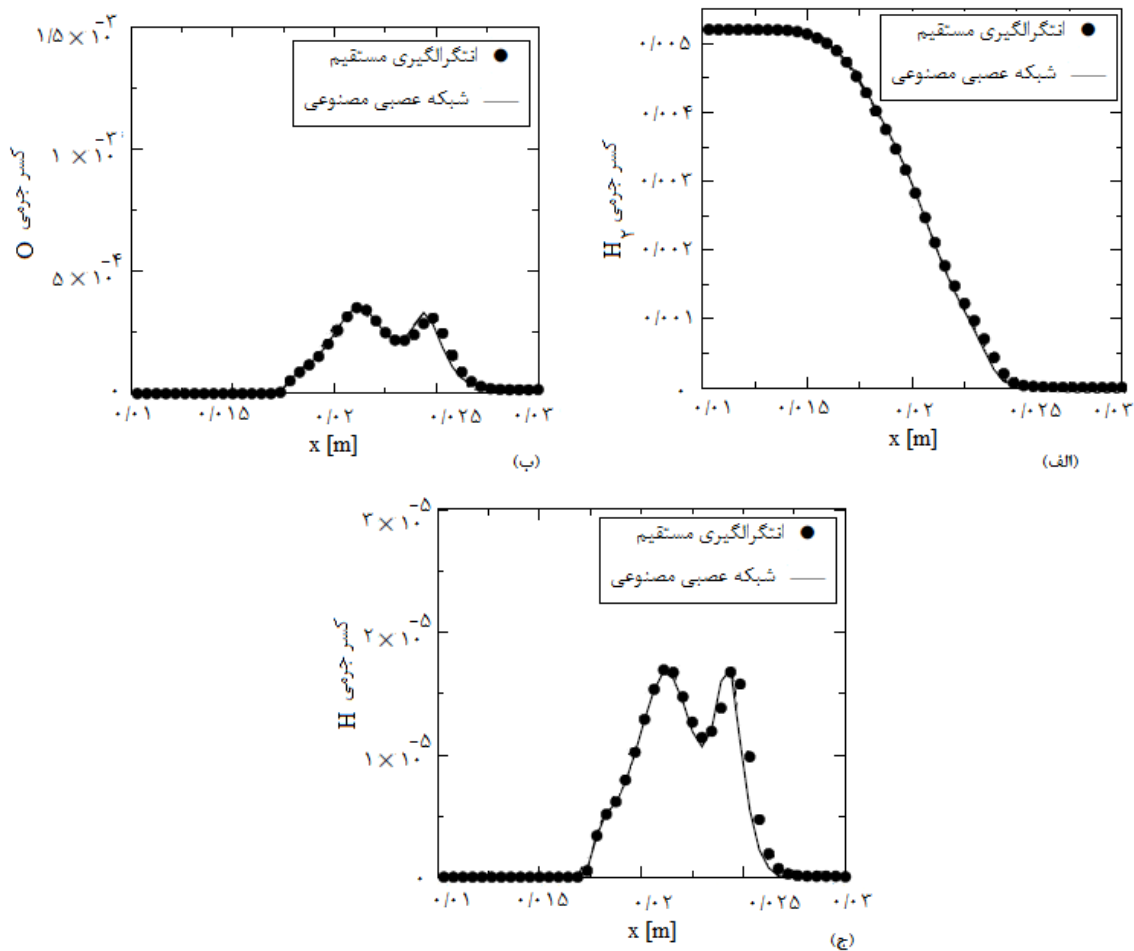 ۰/۰۰۵
۰/۰۰۴
۰/۰۰۳
۰/۰۰۲
۰/۰۰۱
۰
کسر جرمی H۲
انتگرالگیری مستقیم
شبکه عصبی مصنوعی
۰/۰۱ ۰/۰۱۵ ۰/۰۲ ۰/۰۲۵ ۰/۰۳
x [m]
(الف)
۱/۵ × ۱۰^-۳
۱ × ۱۰^-۳
۵ × ۱۰^-۴
۰
کسر جرمی O
انتگرالگیری مستقیم
شبکه عصبی مصنوعی
۰/۰۱ ۰/۰۱۵ ۰/۰۲ ۰/۰۲۵ ۰/۰۳
x [m]
(ب)
۳ × ۱۰^-۵
۲ × ۱۰^-۵
۱ × ۱۰^-۵
۰
کسر جرمی H
انتگرالگیری مستقیم
شبکه عصبی مصنوعی
۰/۰۱ ۰/۰۱۵ ۰/۰۲ ۰/۰۲۵ ۰/۰۳
x [m]
(ج)